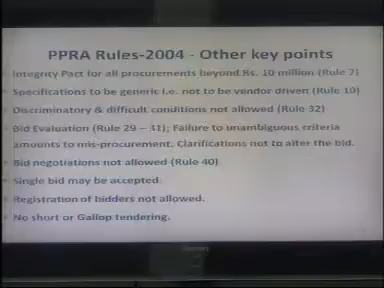 PPRA Rules-2004 - Other key points
Integrity Pact for all procurements beyond Rs. 10 million (Rule 7)
Specifications to be generic i.e. not to be vendor driven (Rule 10)
Discriminatory & difficult conditions not allowed (Rule 32)
Bid Evaluation (Rule 29 – 31); Failure to unambiguous criteria
amounts to mis-procurement. Clarifications not to alter the bid.
Bid negotiations not allowed (Rule 40)
Single bid may be accepted.
Registration of bidders not allowed.
No short or Gallop tendering.